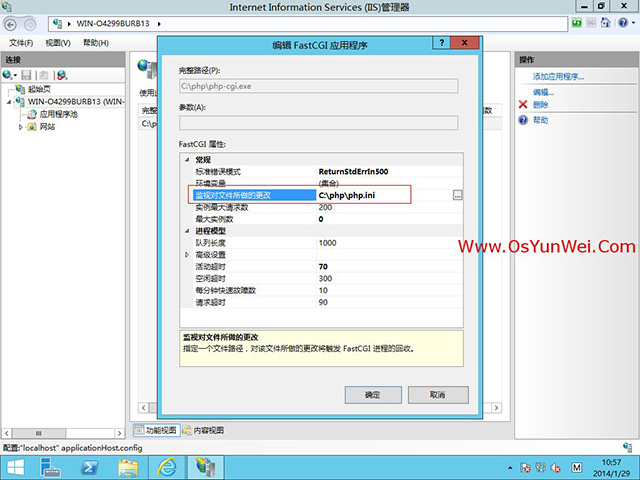 Internet Information Services (IIS)管理器
WIN-O4299BURB13
文件(F) 视图(V) 帮助(H)
连接
起始页
WIN-O4299BURB13 (WIN-
应用程序池
网站
使用此
完整
C:\p
数
编辑 FastCGI 应用程序
?
完整路径(P):
C:\php\php-cgi.exe
参数(A):
FastCGI 属性:
常规
标准错误模式 ReturnStdErrIn500
环境变量 (集合)
监视对文件所做的更改 C:\php\php.ini ...
实例最大请求数 200
最大实例数 0
进程模型
队列长度 1000
高级设置
活动超时 70
空闲超时 300
每分钟快速故障数 10
请求超时 90
监视对文件所做的更改
指定一个文件路径，对该文件所做的更改将触发 FastCGI 进程的回收。
确定 取消
操作
添加应用程序...
编辑...
删除
帮助
Www.OsYunWei.Com
功能视图 内容视图
配置:"localhost" applicationHost.config
M
10:57
2014/1/29